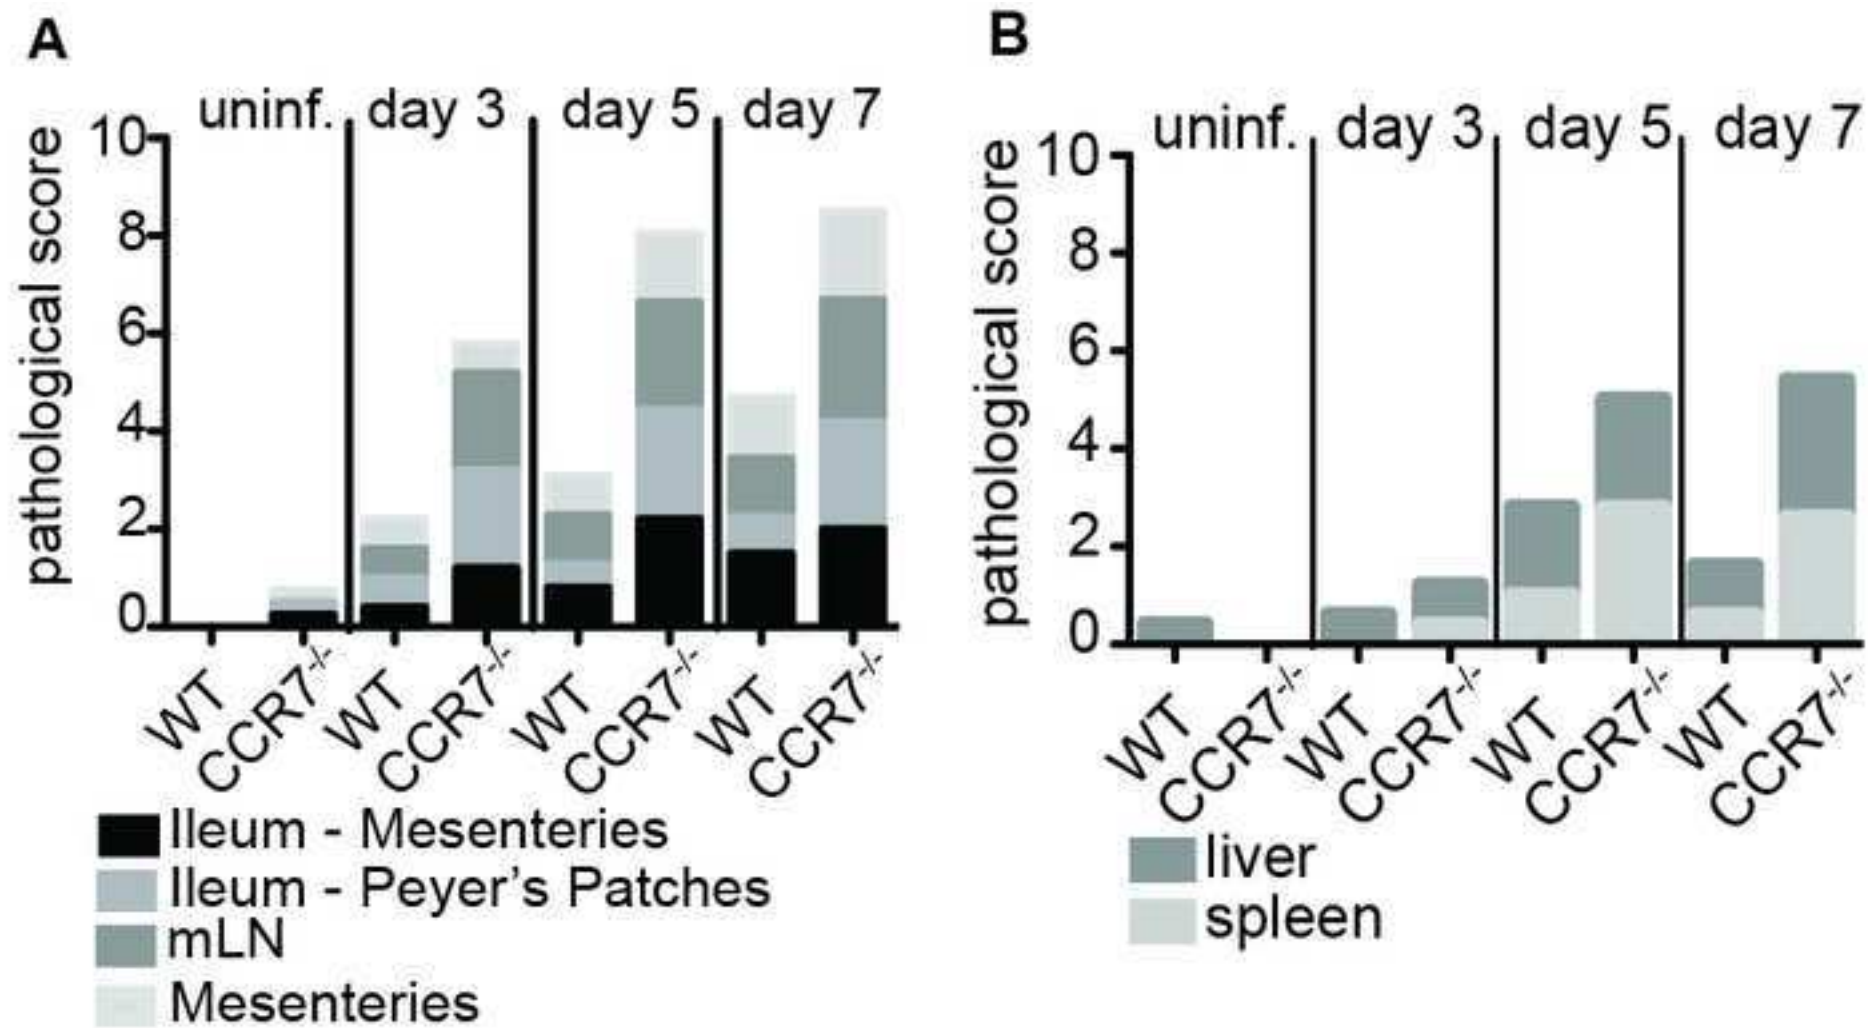 A
uninf. day 3 day 5 day 7
pathological score
10
8
6
4
2
0
WT CCR7-/- WT CCR7-/- WT CCR7-/- WT CCR7-/-
Ileum - Mesenteries
Ileum - Peyer’s Patches
mLN
Mesenteries
B
uninf. day 3 day 5 day 7
pathological score
10
8
6
4
2
0
WT CCR7-/- WT CCR7-/- WT CCR7-/- WT CCR7-/-
liver
spleen